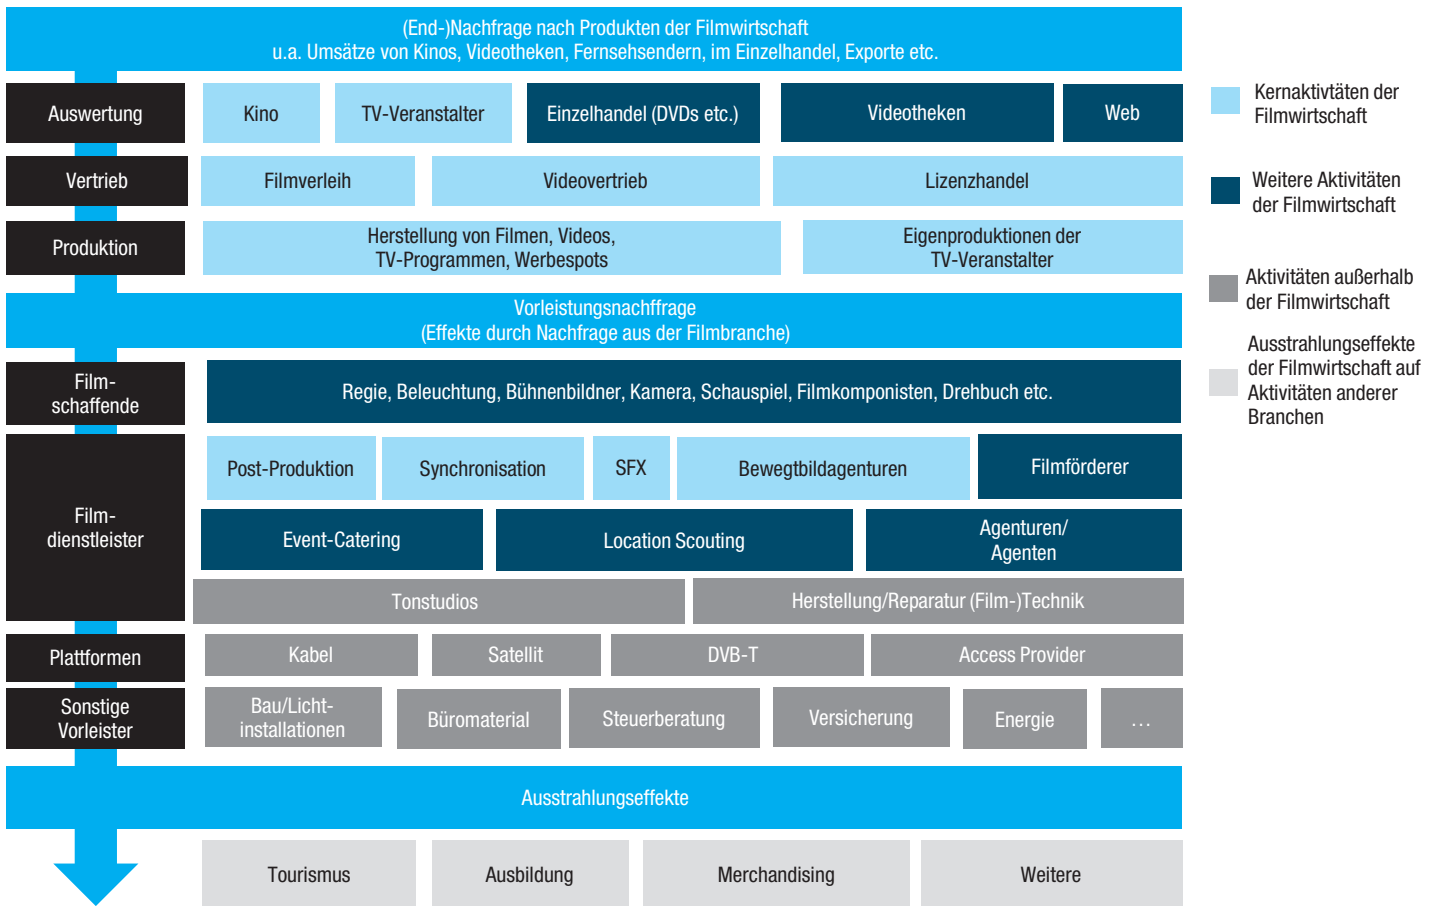 (End-)Nachfrage nach Produkten der Filmwirtschaft
u.a. Umsätze von Kinos, Videotheken, Fernsehsendern, im Einzelhandel, Exporte etc.
Auswertung
Kino
TV-Veranstalter
Einzelhandel (DVDs etc.)
Videotheken
Web
Vertrieb
Filmverleih
Videovertrieb
Lizenzhandel
Produktion
Herstellung von Filmen, Videos,
TV-Programmen, Werbespots
Eigenproduktionen der
TV-Veranstalter
Vorleistungsnachffrage
(Effekte durch Nachfrage aus der Filmbranche)
Film-
schaffende
Regie, Beleuchtung, Bühnenbildner, Kamera, Schauspiel, Filmkomponisten, Drehbuch etc.
Film-
dienstleister
Post-Produktion
Synchronisation
SFX
Bewegtbildagenturen
Filmförderer
Event-Catering
Location Scouting
Agenturen/
Agenten
Tonstudios
Herstellung/Reparatur (Film-)Technik
Plattformen
Kabel
Satellit
DVB-T
Access Provider
Sonstige
Vorleister
Bau/Licht-
installationen
Büromaterial
Steuerberatung
Versicherung
Energie
...
Ausstrahlungseffekte
Tourismus
Ausbildung
Merchandising
Weitere
Kernaktivtäten der
Filmwirtschaft
Weitere Aktivitäten
der Filmwirtschaft
Aktivitäten außerhalb
der Filmwirtschaft
Ausstrahlungseffekte
der Filmwirtschaft auf
Aktivitäten anderer
Branchen